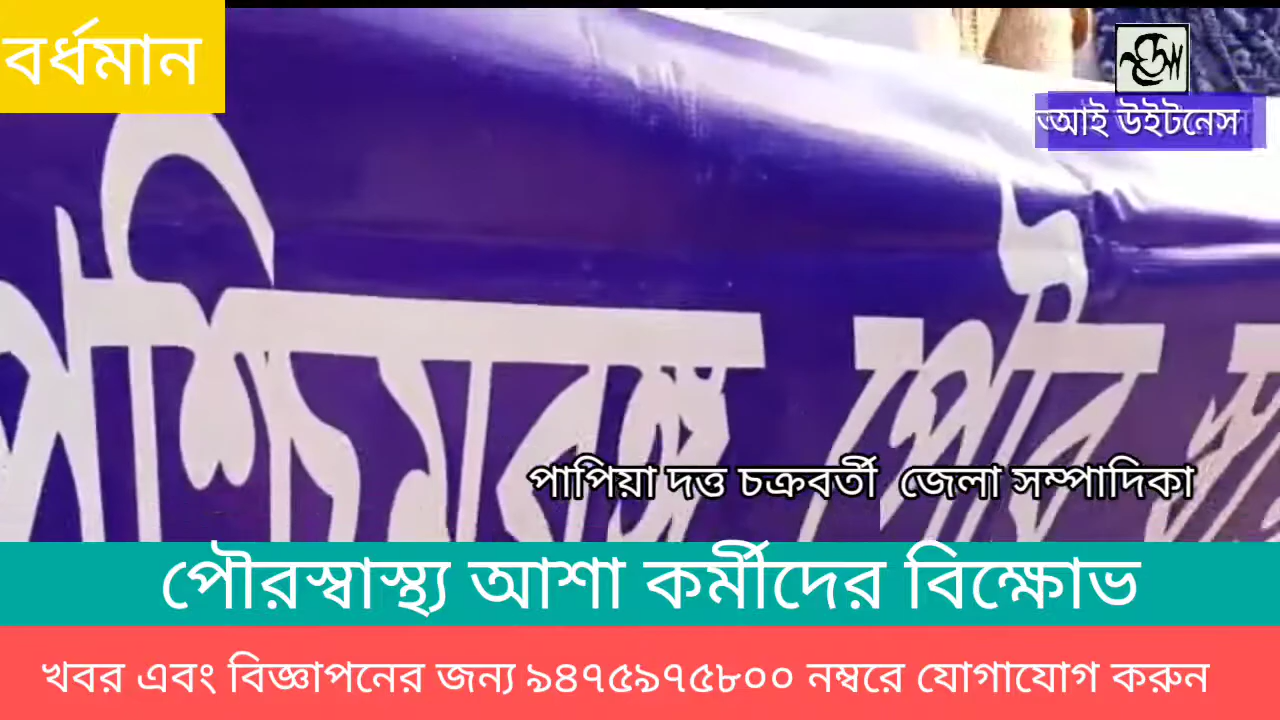 বর্ধমান
আই উইটনেস
পশ্চিমবঙ্গ পৌর
পাপিয়া দত্ত চক্রবর্তী জেলা সম্পাদিকা
পৌরস্বাস্থ্য আশা কর্মীদের বিক্ষোভ
খবর এবং বিজ্ঞাপনের জন্য ৯৪৭৫৯৭৫৮০০ নম্বরে যোগাযোগ করুন